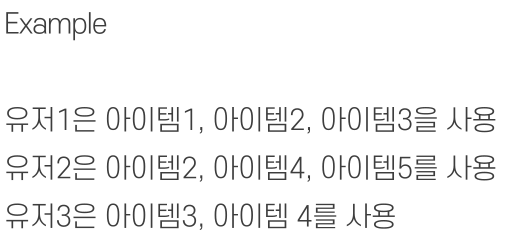 Example
유저1은 아이템1, 아이템2, 아이템3을 사용
유저2은 아이템2, 아이템4, 아이템5를 사용
유저3은 아이템3, 아이템 4를 사용